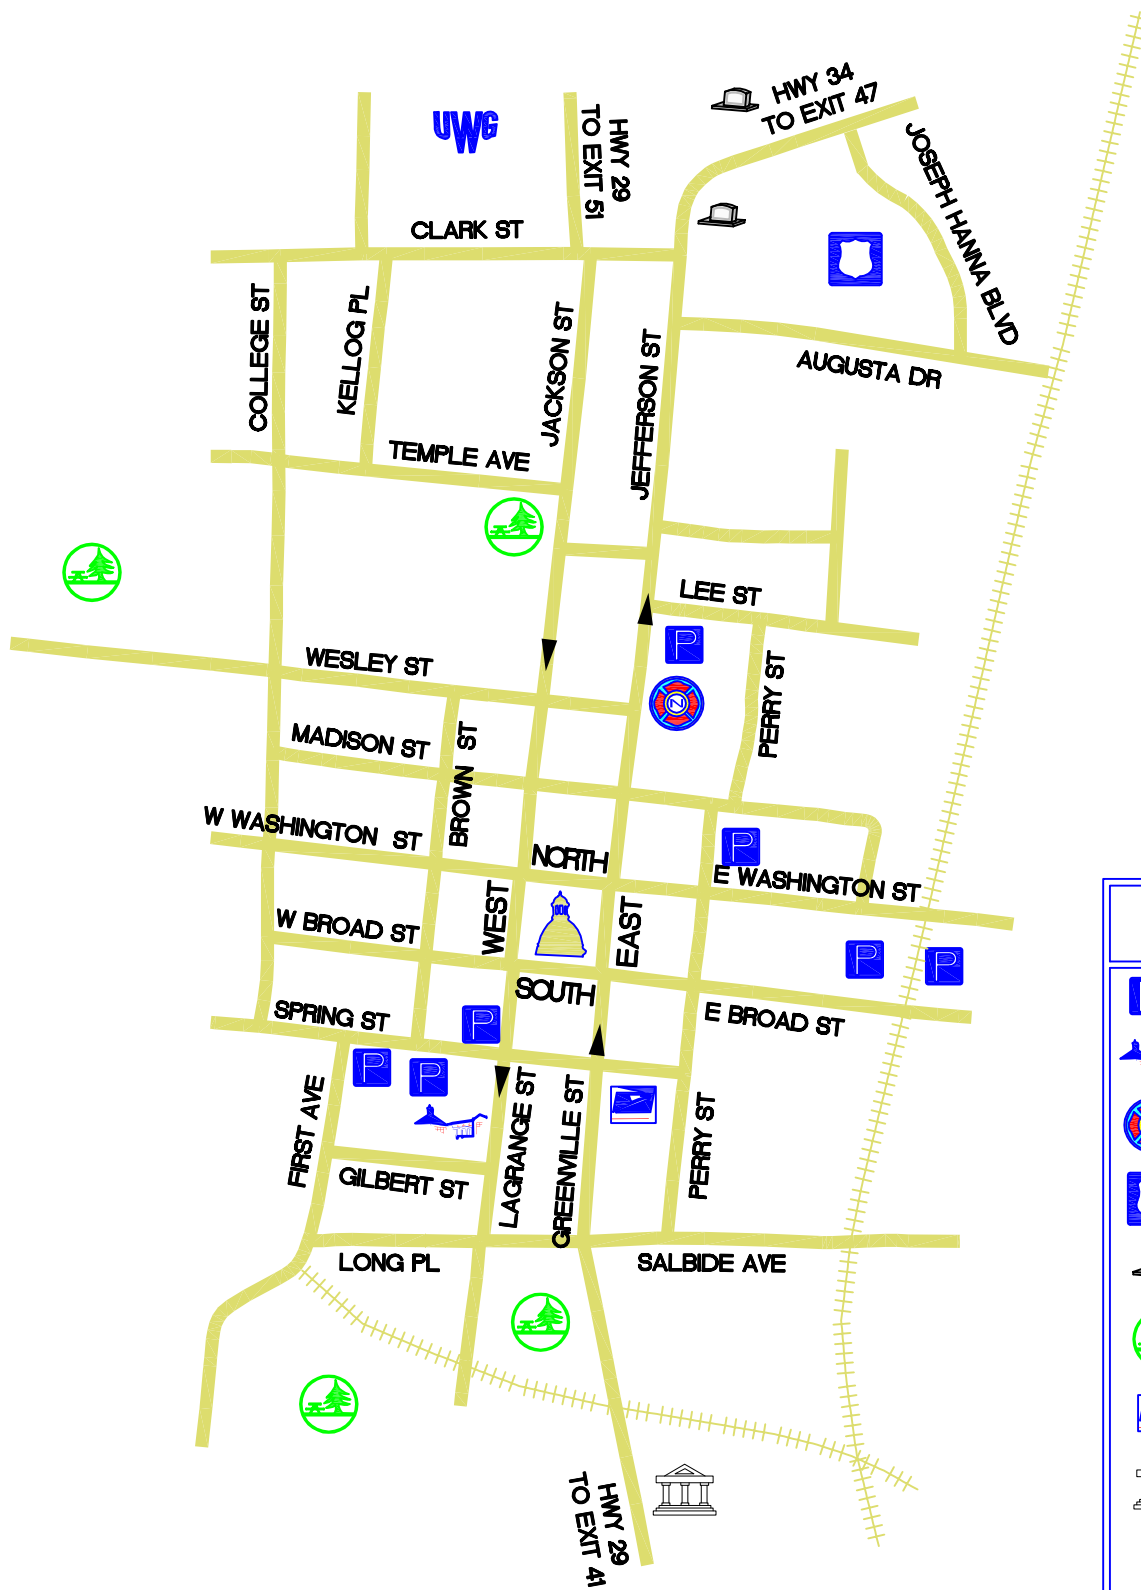 HWY 34
TO EXIT 47
UWG
HWY 29
TO EXIT 51
JOSEPH HANNA BLVD
CLARK ST
COLLEGE ST
KELLOG PL
JACKSON ST
JEFFERSON ST
AUGUSTA DR
TEMPLE AVE
LEE ST
P
WESLEY ST
PERRY ST
MADISON ST
BROWN ST
W WASHINGTON ST
NORTH
P
E WASHINGTON ST
W BROAD ST
WEST
EAST
P
P
SOUTH
SPRING ST
P
E BROAD ST
P
P
FIRST AVE
LAGRANGE ST
GREENVILLE ST
PERRY ST
GILBERT ST
LONG PL
SALBIDE AVE
HWY 29
TO EXIT 41